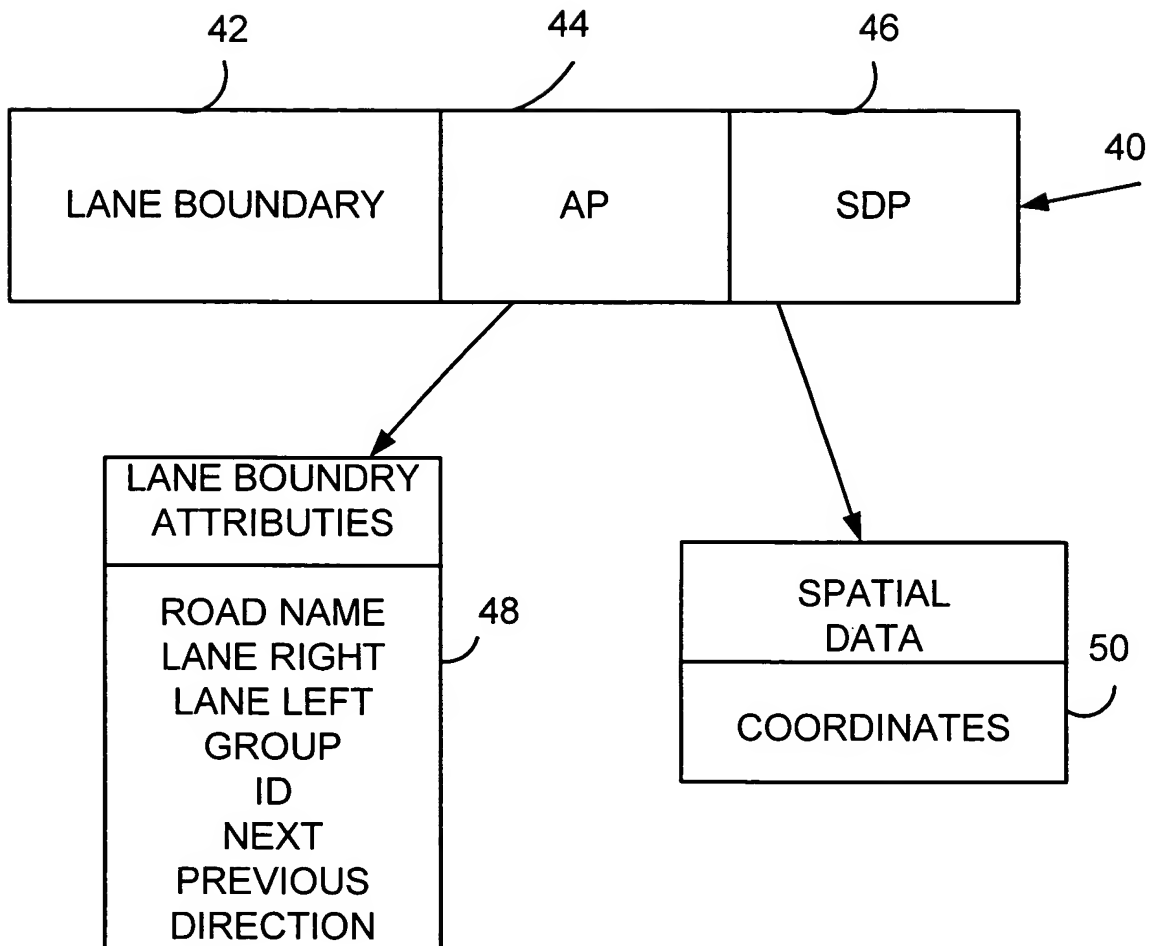 42
44
46
40
LANE BOUNDARY
AP
SDP
LANE BOUNDRY
ATTRIBUTIES
ROAD NAME
LANE RIGHT
LANE LEFT
GROUP
ID
NEXT
PREVIOUS
DIRECTION
48
SPATIAL
DATA
COORDINATES
50